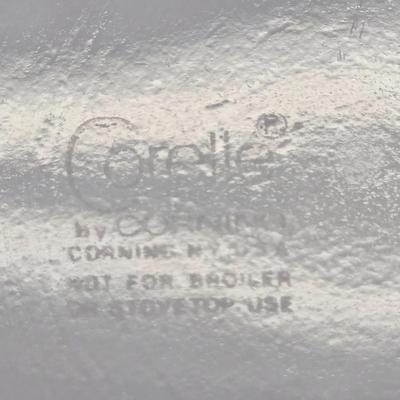 Corelle®
by CORNING
CORNING N.Y. U.S.A.
NOT FOR BROILER
OR STOVETOP USE